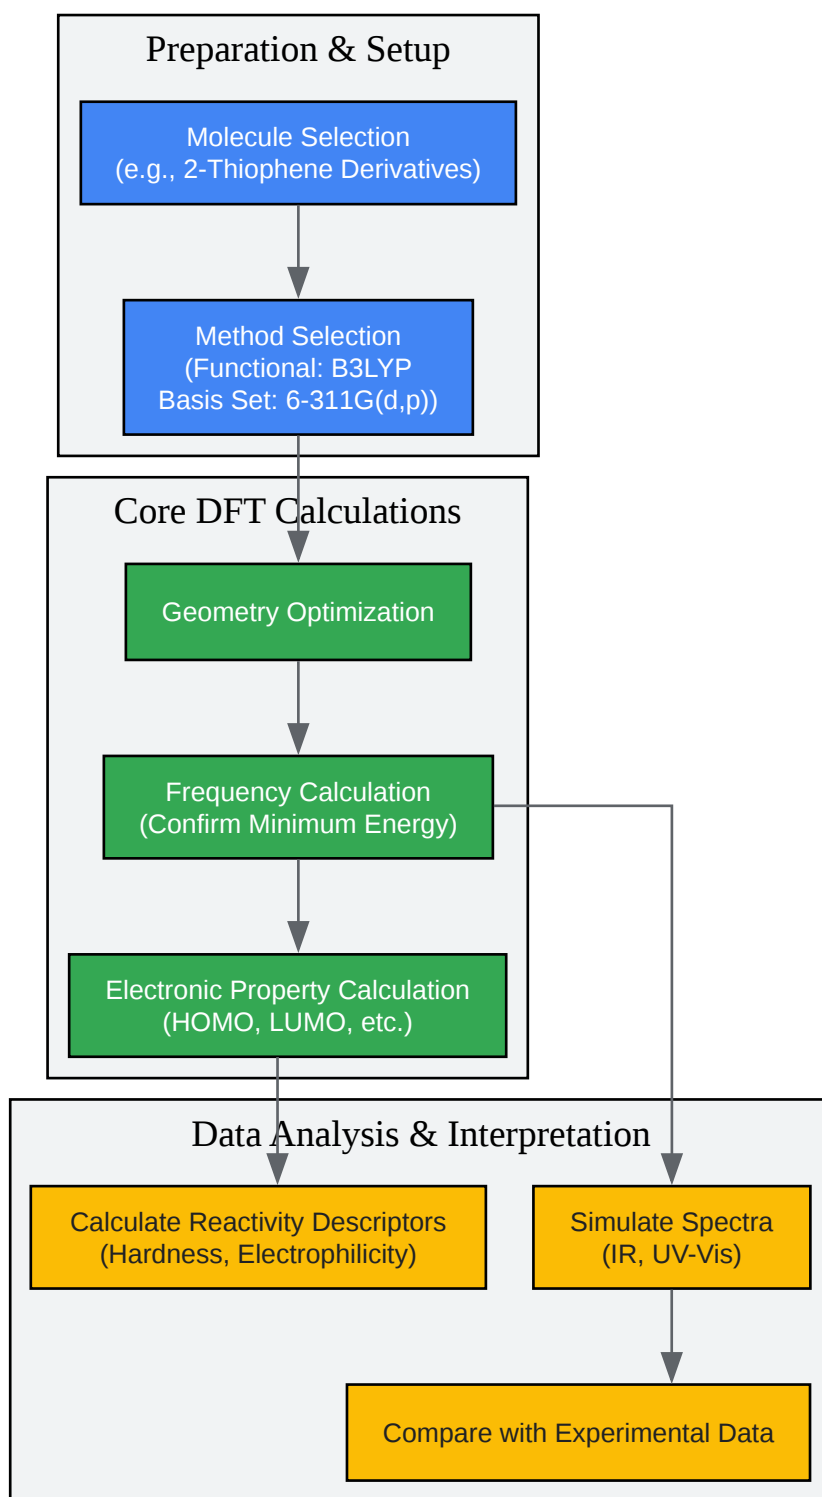 Preparation & Setup
Molecule Selection
(e.g., 2-Thiophene Derivatives)
Method Selection
(Functional: B3LYP
Basis Set: 6-311G(d,p))
Core DFT Calculations
Geometry Optimization
Frequency Calculation
(Confirm Minimum Energy)
Electronic Property Calculation
(HOMO, LUMO, etc.)
Data Analysis & Interpretation
Calculate Reactivity Descriptors
(Hardness, Electrophilicity)
Simulate Spectra
(IR, UV-Vis)
Compare with Experimental Data